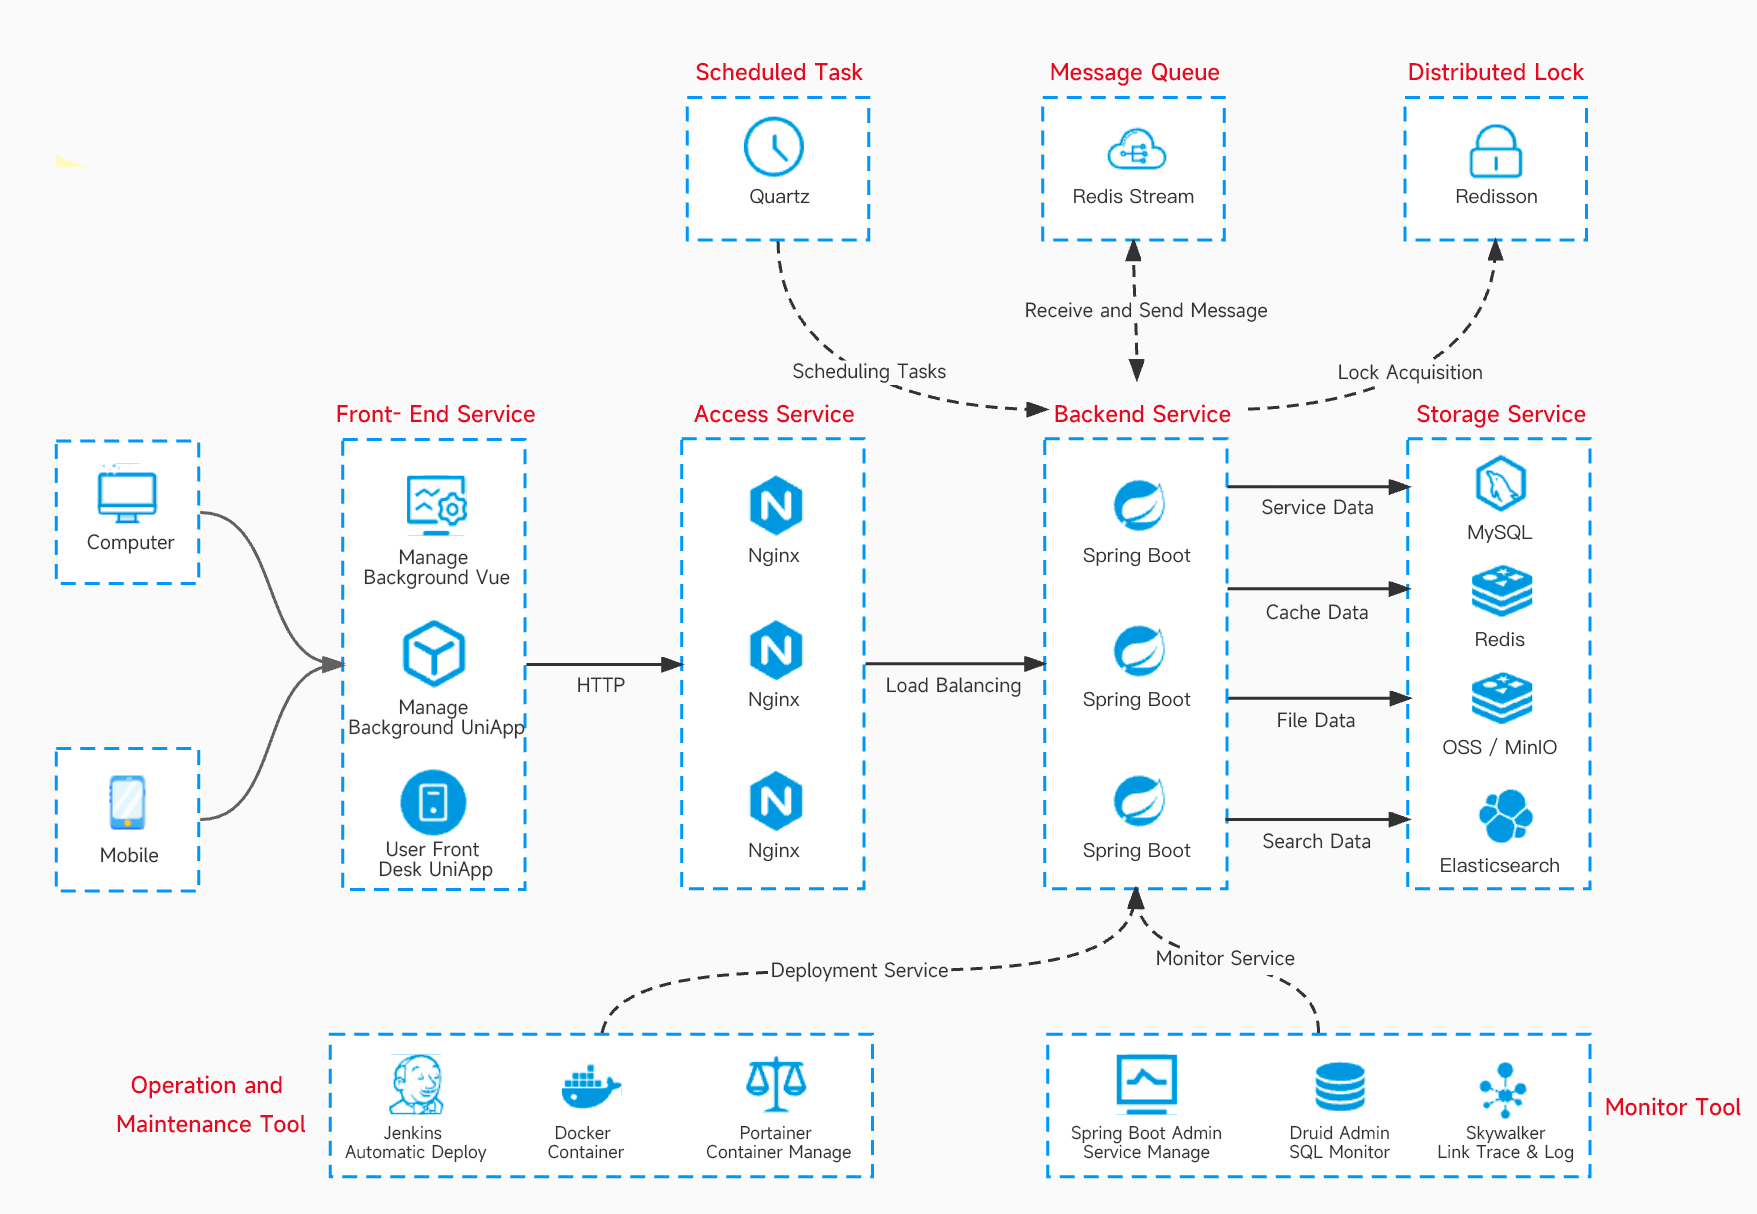 Scheduled Task
Message Queue
Distributed Lock
Quartz
Redis Stream
Redisson
Receive and Send Message
Scheduling Tasks
Lock Acquisition
Front- End Service
Access Service
Backend Service
Storage Service
Computer
Mobile
Manage
Background Vue
Manage
Background UniApp
User Front
Desk UniApp
HTTP
Nginx
Nginx
Nginx
Load Balancing
Spring Boot
Spring Boot
Spring Boot
Service Data
Cache Data
File Data
Search Data
MySQL
Redis
OSS / MinIO
Elasticsearch
Deployment Service
Monitor Service
Operation and
Maintenance Tool
Jenkins
Automatic Deploy
Docker
Container
Portainer
Container Manage
Spring Boot Admin
Service Manage
Druid Admin
SQL Monitor
Skywalker
Link Trace & Log
Monitor Tool